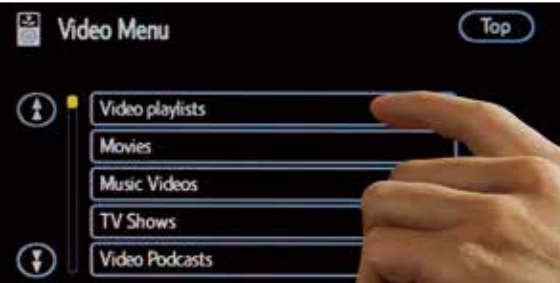 Video Menu
Top
Video playlists
Movies
Music Videos
TV Shows
Video Podcasts